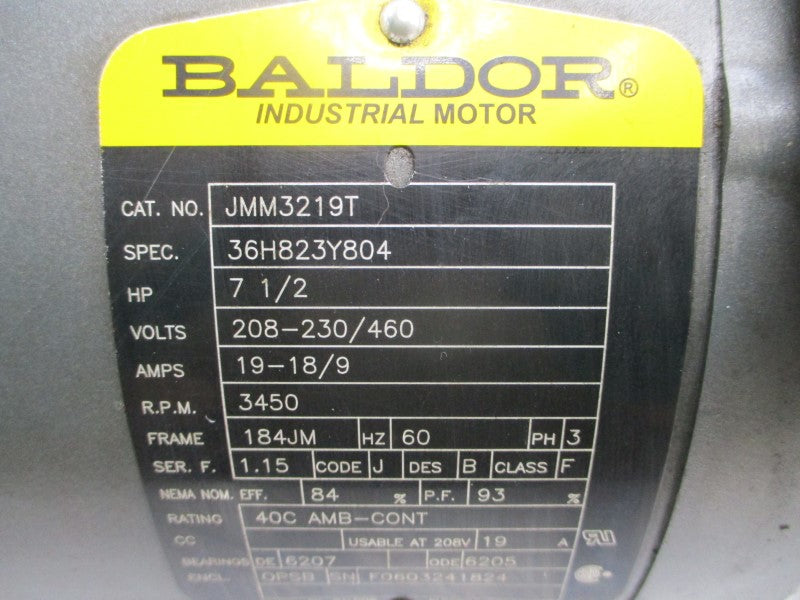 BALDOR®
INDUSTRIAL MOTOR
CAT. NO. JMM3219T
SPEC. 36H823Y804
HP 7 1/2
VOLTS 208-230/460
AMPS 19-18/9
R.P.M. 3450
FRAME 184JM HZ 60 PH 3
SER. F. 1.15 CODE J DES B CLASS F
NEMA NOM. EFF. 84 % P.F. 93 %
RATING 40C AMB-CONT
CC USABLE AT 208V 19 A
BEARINGS DE 6207 ODE 6205
ENCL. OPSB SN F0603241824